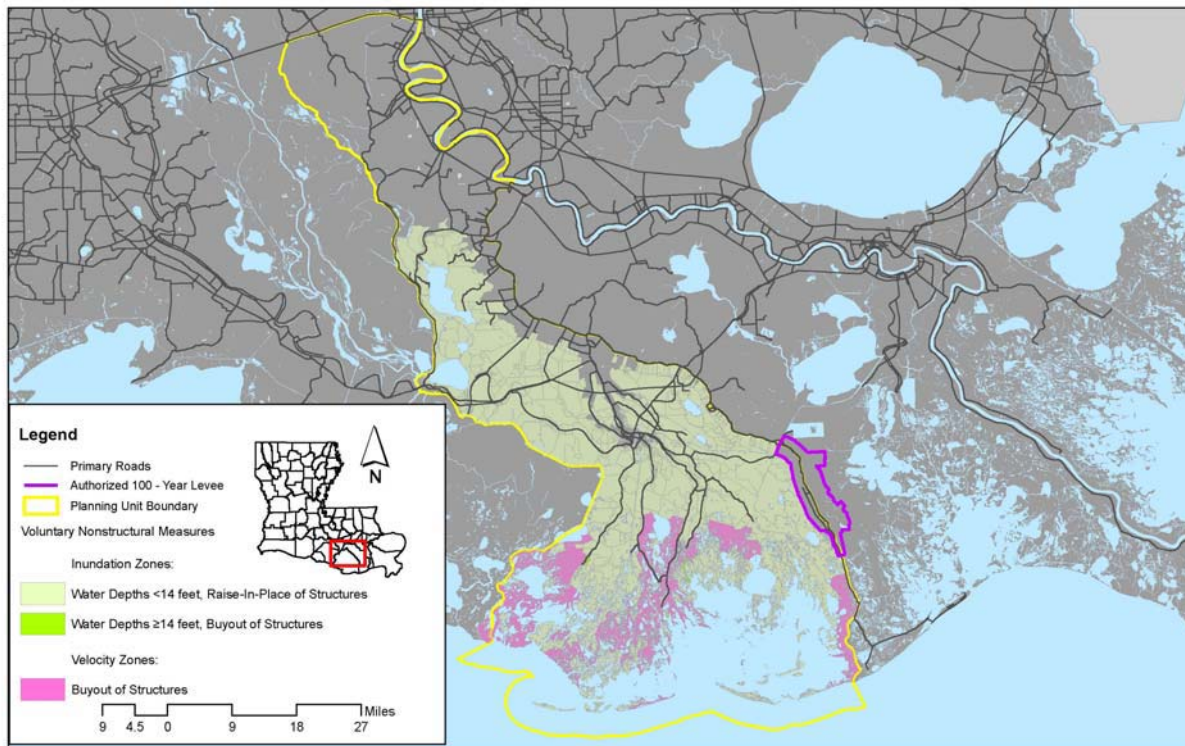 Legend
N
Primary Roads
Authorized 100 - Year Levee
Planning Unit Boundary
Voluntary Nonstructural Measures
Inundation Zones:
Water Depths <14 feet, Raise-In-Place of Structures
Water Depths ≥14 feet, Buyout of Structures
Velocity Zones:
Buyout of Structures
Miles
9 4.5 0 9 18 27